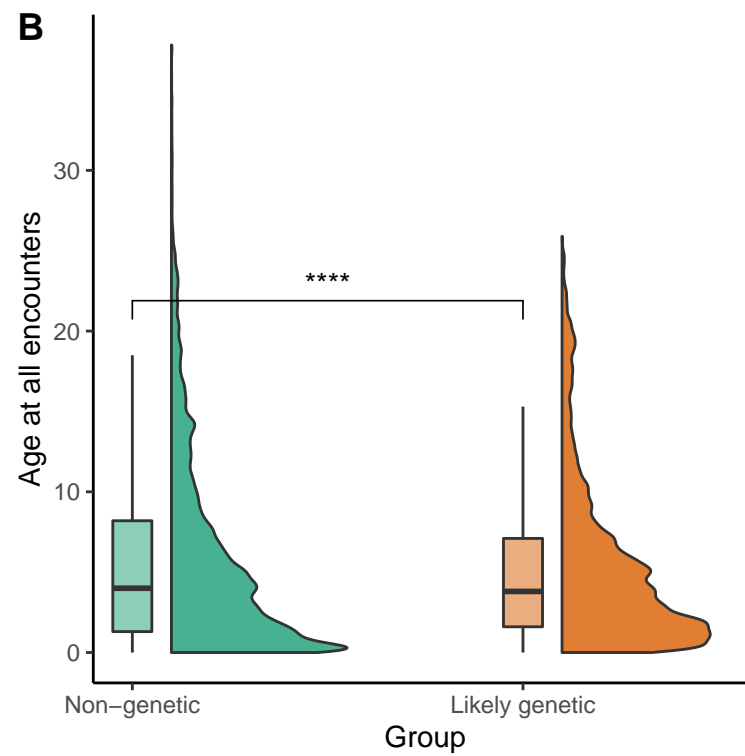 B
Age at all encounters
30
20
10
0
****
Non−genetic
Likely genetic
Group